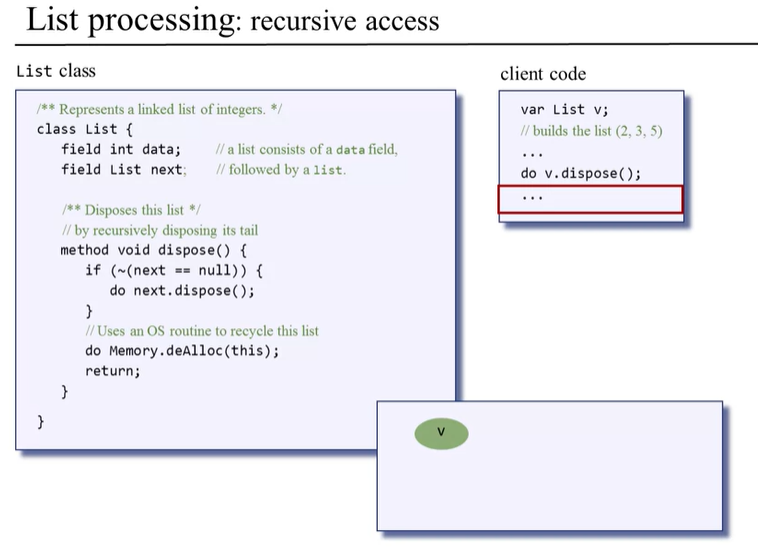 List processing: recursive access
List class
/** Represents a linked list of integers. */
class List {
field int data; // a list consists of a data field,
field List next; // followed by a list.
/** Disposes this list */
// by recursively disposing its tail
method void dispose() {
if (~(next == null)) {
do next.dispose();
}
// Uses an OS routine to recycle this list
do Memory.deAlloc(this);
return;
}
}
client code
var List v;
// builds the list (2, 3, 5)
...
do v.dispose();
...
v